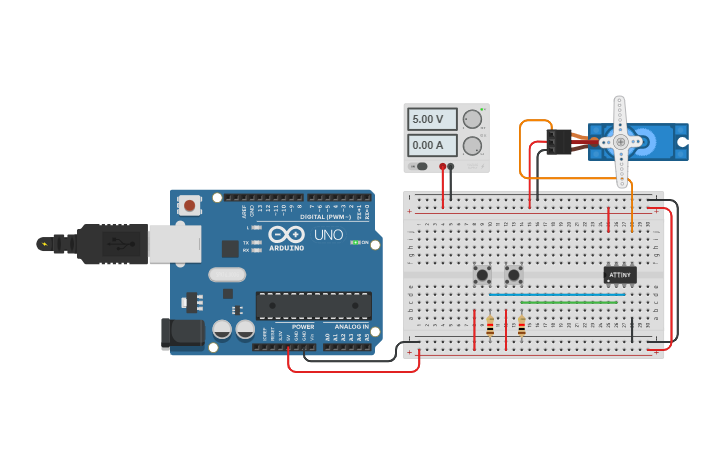 5.00 V
0.00 A
AREF
GND
13
12
~11
~10
~9
8
7
~6
~5
4
~3
2
TX→1
RX←0
DIGITAL (PWM~)
L
TX
RX
UNO
ON
ARDUINO
ATTINY
POWER
ANALOG IN
IOREF
RESET
3.3V
5V
GND
GND
Vin
A0
A1
A2
A3
A4
A5